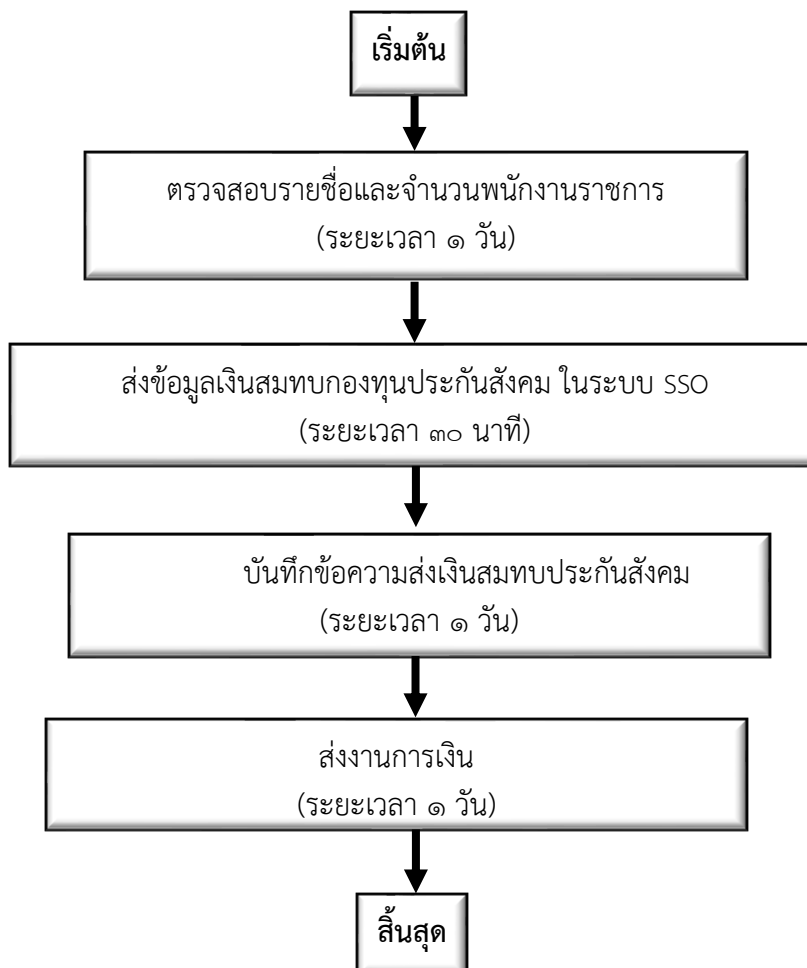 เริ่มต้น
ตรวจสอบรายชื่อและจำนวนพนักงานราชการ
(ระยะเวลา ๑ วัน)
ส่งข้อมูลเงินสมทบกองทุนประกันสังคม ในระบบ SSO
(ระยะเวลา ๓๐ นาที)
บันทึกข้อความส่งเงินสมทบประกันสังคม
(ระยะเวลา ๑ วัน)
ส่งงานการเงิน
(ระยะเวลา ๑ วัน)
สิ้นสุด